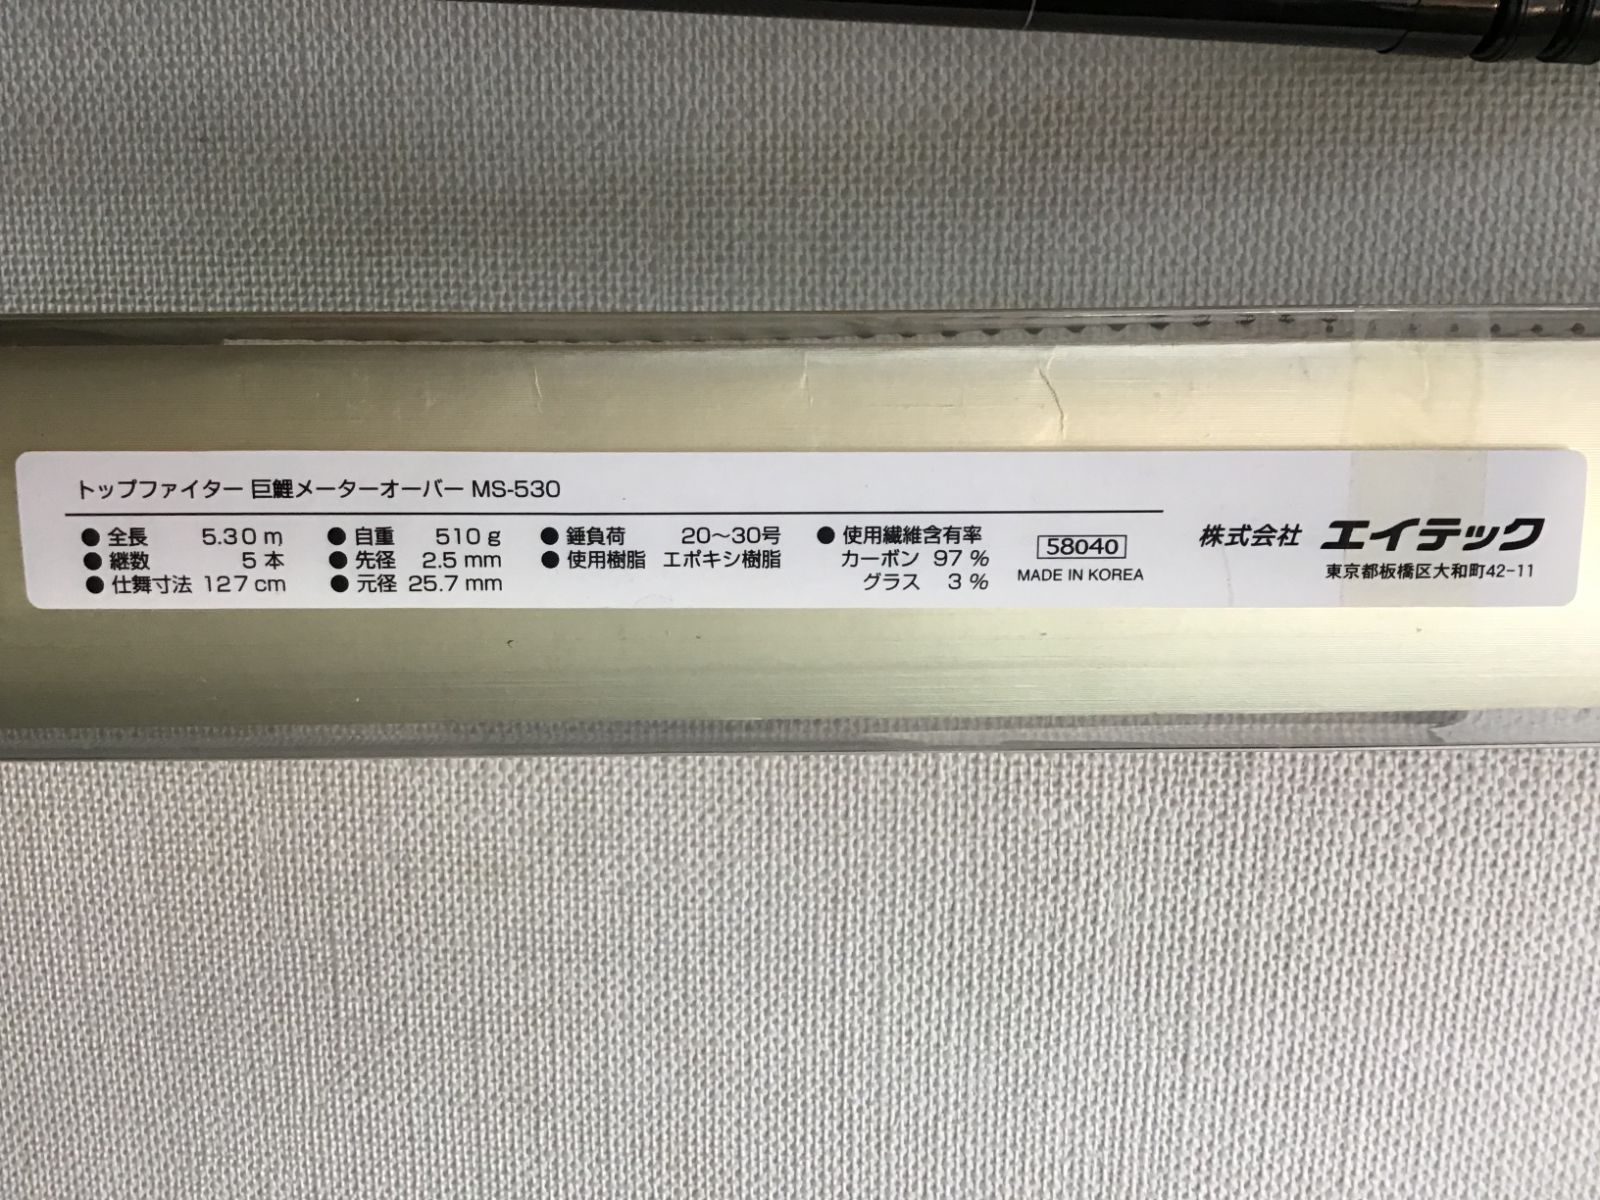 トップファイター 巨鯉メーターオーバー MS-530
● 全長 5.30 m ● 自重 510 g ● 錘負荷 20～30号 ● 使用繊維含有率
● 継数 5 本 ● 先径 2.5 mm ● 使用樹脂 エポキシ樹脂 カーボン 97 %
● 仕舞寸法 127 cm ● 元径 25.7 mm グラス 3 %
58040
MADE IN KOREA
株式会社 エイテック
東京都板橋区大和町42-11